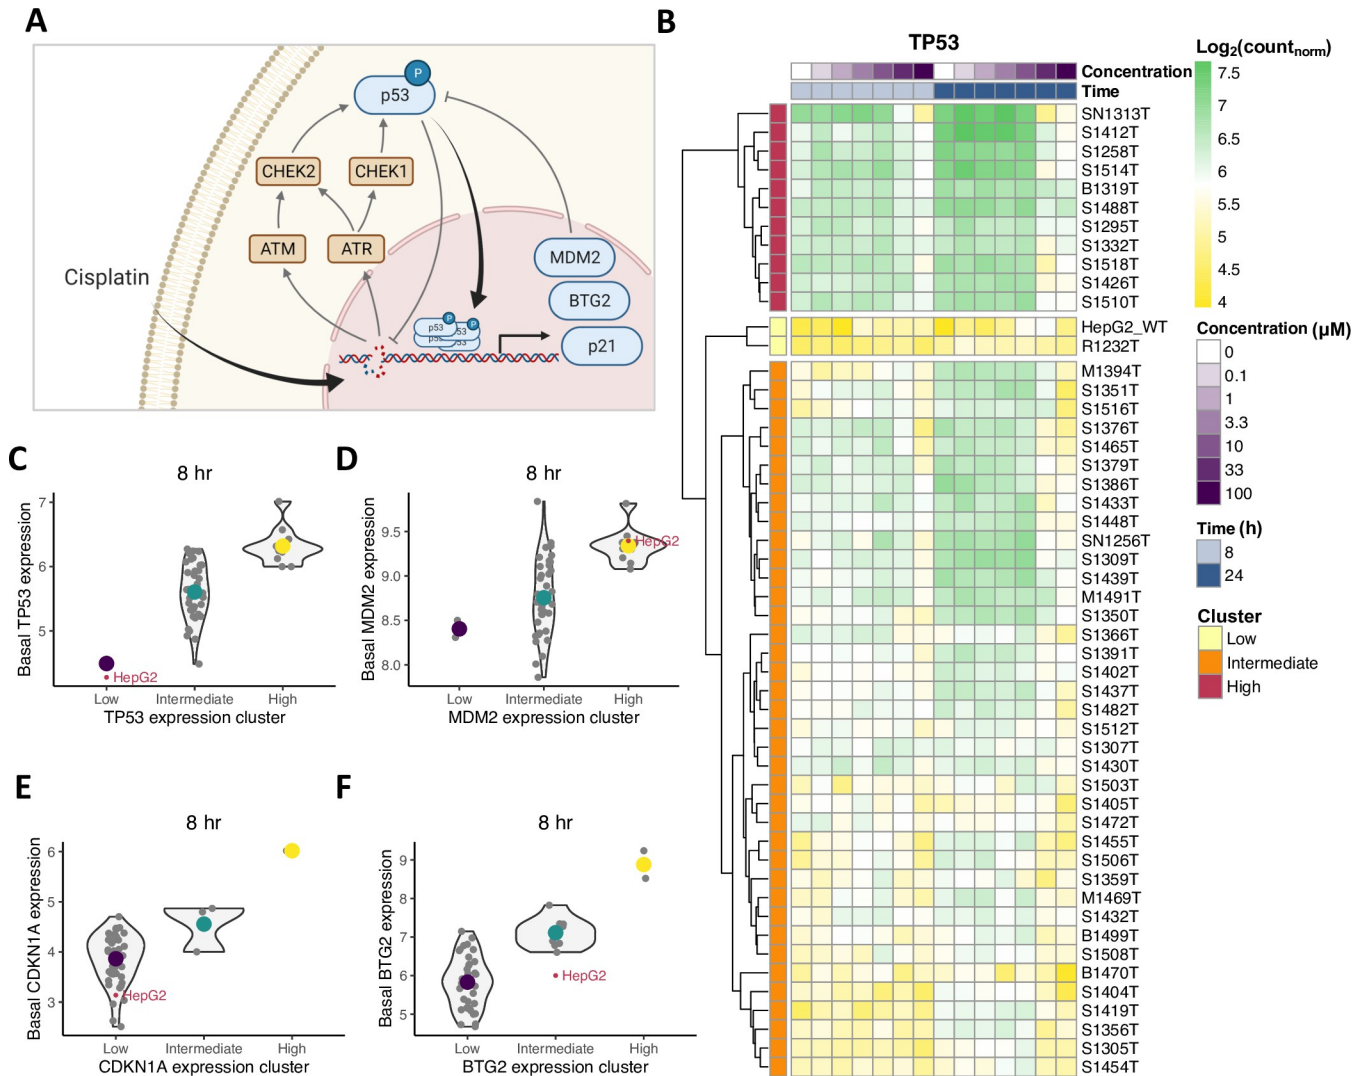 A
Cisplatin
P
p53
CHEK2
CHEK1
ATM
ATR
MDM2
BTG2
p21
P
P
p53
53
53
B
TP53
Concentration
Time
SN1313T
S1412T
S1258T
S1514T
B1319T
S1488T
S1295T
S1332T
S1518T
S1426T
S1510T
HepG2_WT
R1232T
M1394T
S1351T
S1516T
S1376T
S1465T
S1379T
S1386T
S1433T
S1448T
SN1256T
S1309T
S1439T
M1491T
S1350T
S1366T
S1391T
S1402T
S1437T
S1482T
S1512T
S1307T
S1430T
S1503T
S1405T
S1472T
S1455T
S1506T
S1359T
M1469T
S1432T
B1499T
S1508T
B1470T
S1404T
S1419T
S1356T
S1305T
S1454T
Log2(countnorm)
7.5
7
6.5
6
5.5
5
4.5
4
Concentration (µM)
0
0.1
1
3.3
10
33
100
Time (h)
8
24
Cluster
Low
Intermediate
High
C
8 hr
Basal TP53 expression
7
6
5
HepG2
Low Intermediate High
TP53 expression cluster
D
8 hr
Basal MDM2 expression
9.5
9.0
8.5
8.0
HepG2
Low Intermediate High
MDM2 expression cluster
E
8 hr
Basal CDKN1A expression
6
5
4
3
HepG2
Low Intermediate High
CDKN1A expression cluster
F
8 hr
Basal BTG2 expression
9
8
7
6
5
HepG2
Low Intermediate High
BTG2 expression cluster